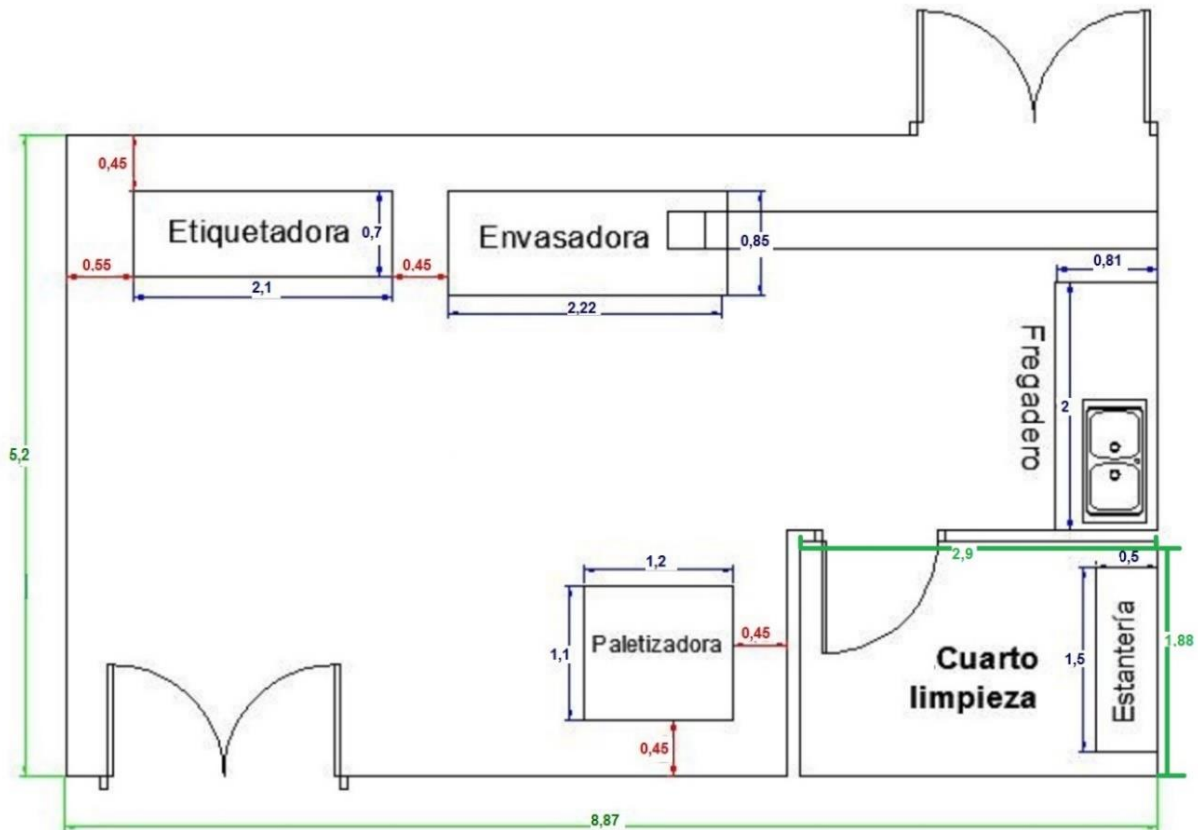 0,45
Etiquetadora
0,7
Envasadora
0,85
0.55
0.45
0,81
2,1
2,22
Fregadero
2
5,2
2,9
1,2
0,5
1,1
Paletizadora
0,45
1,5
Estantería
1.88
Cuarto
limpieza
0,45
8,87